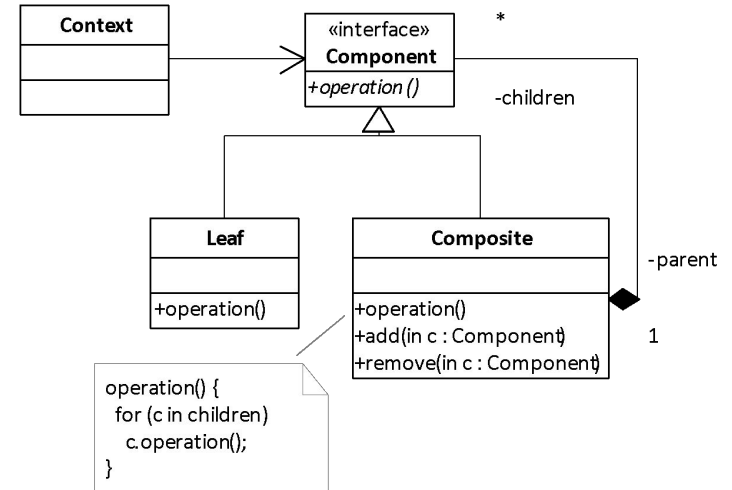 Context
«interface»
Component
+operation()
*
-children
Leaf
+operation()
Composite
+operation()
+add(in c : Component)
+remove(in c : Component)
-parent
1
operation() {
for (c in children)
c.operation();
}